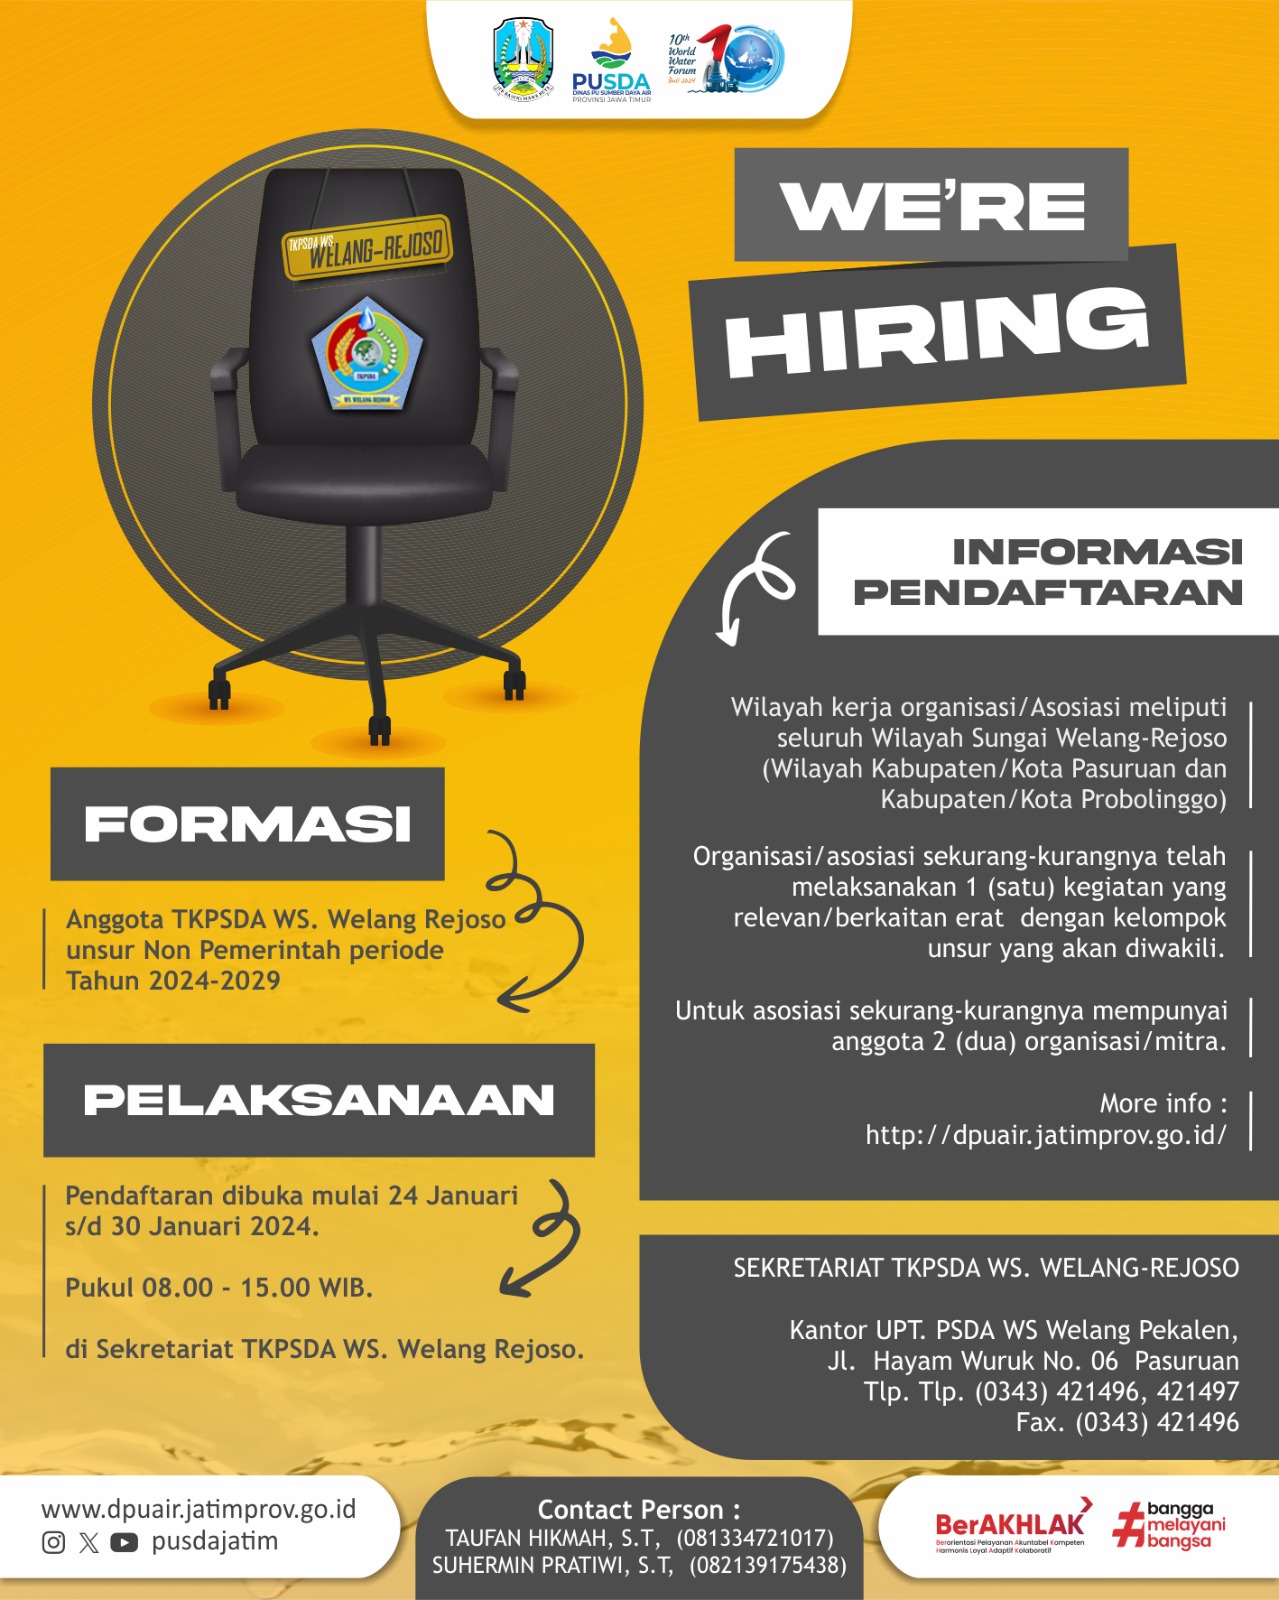 PUSDA
DINAS PU SUMBER DAYA AIR
PROVINSI JAWA TIMUR
10th
World
Water
Forum
Bali 2024
10
WE'RE
HIRING
TKPSDA WS
WELANG-REJOSO
TKPSDA
WS WELANG REJOSO
INFORMASI
PENDAFTARAN
Wilayah kerja organisasi/Asosiasi meliputi
seluruh Wilayah Sungai Welang-Rejoso
(Wilayah Kabupaten/Kota Pasuruan dan
Kabupaten/Kota Probolinggo)
Organisasi/asosiasi sekurang-kurangnya telah
melaksanakan 1 (satu) kegiatan yang
relevan/berkaitan erat dengan kelompok
unsur yang akan diwakili.
Untuk asosiasi sekurang-kurangnya mempunyai
anggota 2 (dua) organisasi/mitra.
More info :
http://dpuair.jatimprov.go.id/
FORMASI
Anggota TKPSDA WS. Welang Rejoso
unsur Non Pemerintah periode
Tahun 2024-2029
PELAKSANAAN
Pendaftaran dibuka mulai 24 Januari
s/d 30 Januari 2024.
Pukul 08.00 - 15.00 WIB.
di Sekretariat TKPSDA WS. Welang Rejoso.
SEKRETARIAT TKPSDA WS. WELANG-REJOSO
Kantor UPT. PSDA WS Welang Pekalen,
Jl. Hayam Wuruk No. 06 Pasuruan
Tlp. Tlp. (0343) 421496, 421497
Fax. (0343) 421496
www.dpuair.jatimprov.go.id
pusdajatim
Contact Person :
TAUFAN HIKMAH, S.T, (081334721017)
SUHERMIN PRATIWI, S.T, (082139175438)
BerAKHLAK
Berorientasi Pelayanan Akuntabel Kompeten
Harmonis Loyal Adaptif Kolaboratif
#bangga
melayani
bangsa